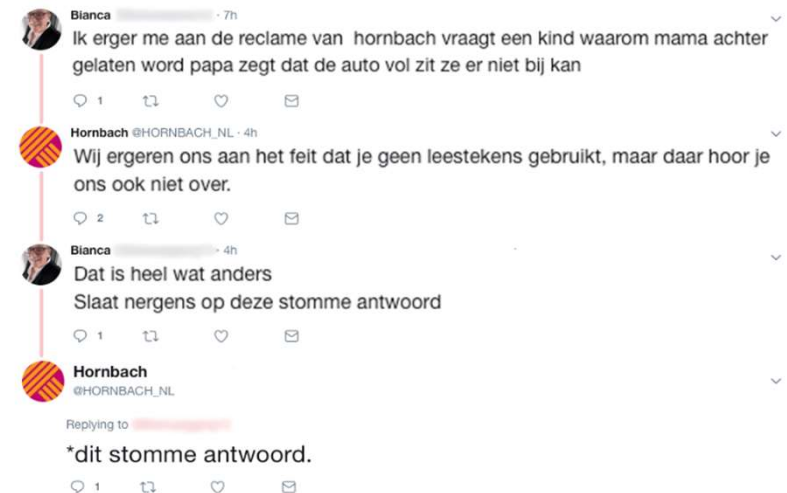 Bianca · 7h
Ik erger me aan de reclame van hornbach vraagt een kind waarom mama achter
gelaten word papa zegt dat de auto vol zit ze er niet bij kan
1
Hornbach @HORNBACH_NL · 4h
Wij ergeren ons aan het feit dat je geen leestekens gebruikt, maar daar hoor je
ons ook niet over.
2
Bianca · 4h
Dat is heel wat anders
Slaat nergens op deze stomme antwoord
1
Hornbach
@HORNBACH_NL
Replying to
*dit stomme antwoord.
1